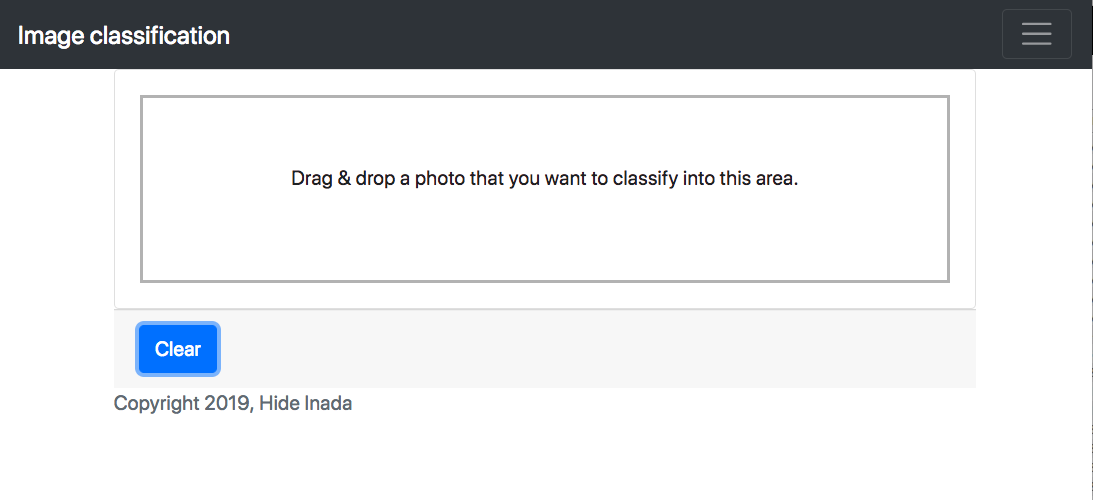 Image classification
Drag & drop a photo that you want to classify into this area.
Clear
Copyright 2019, Hide Inada